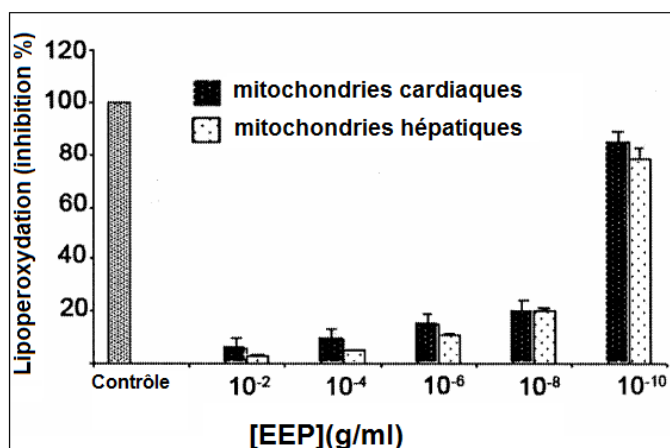 Lipoperoxydation (inhibition %)
120
100
80
60
40
20
mitochondries cardiaques
mitochondries hépatiques
Contrôle
10⁻²
10⁻⁴
10⁻⁶
10⁻⁸
10⁻¹⁰
[EEP](g/ml)